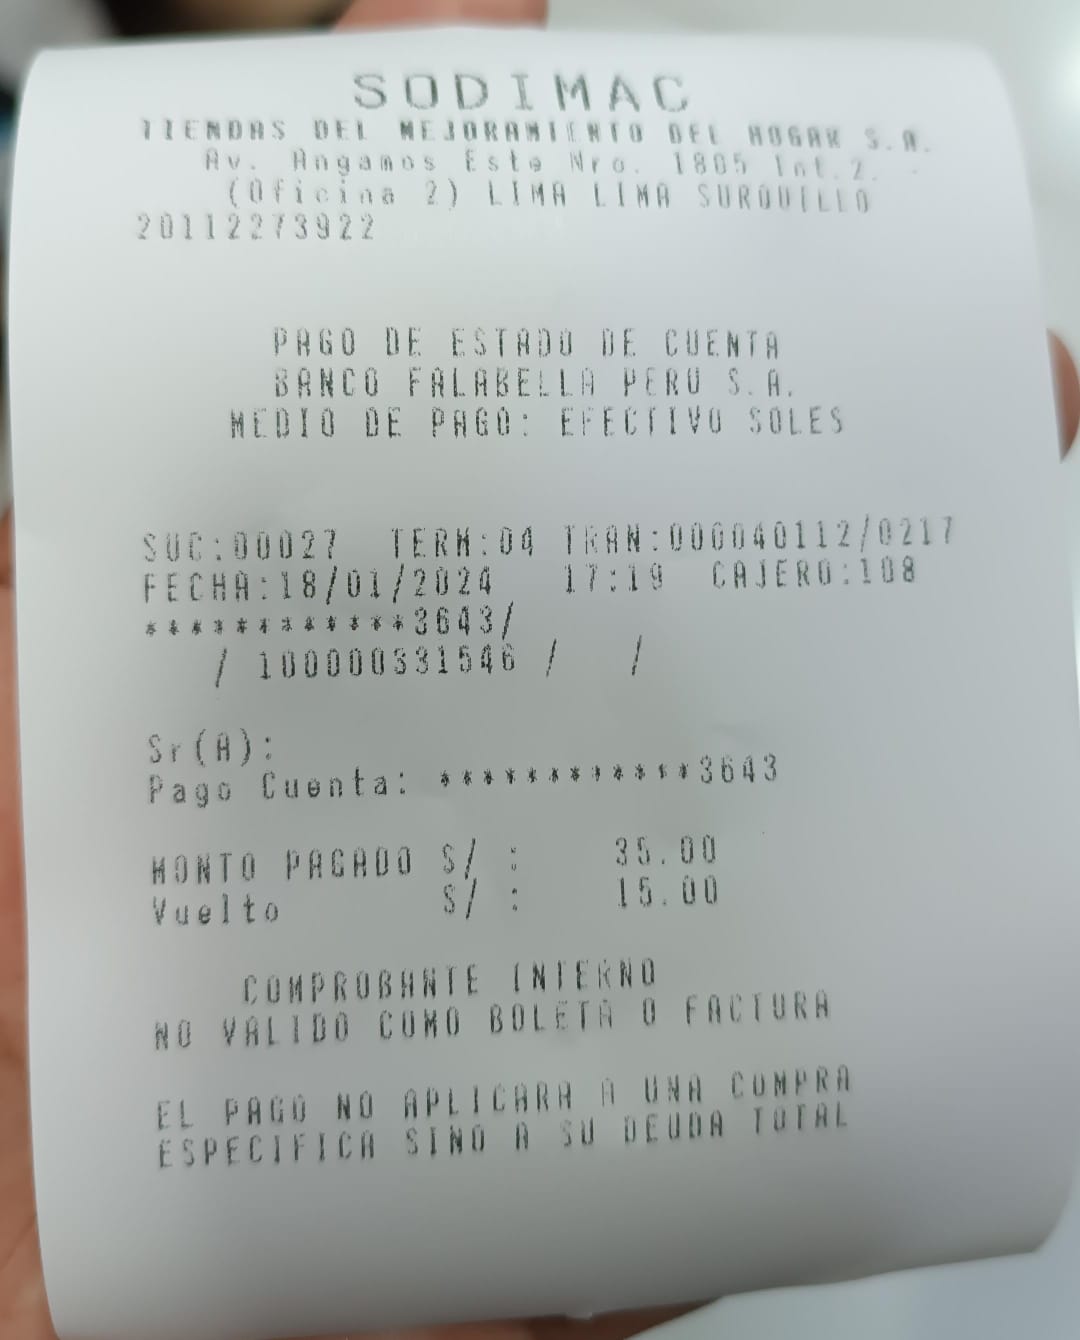 SODIMAC
TIENDAS DEL MEJORAMIENTO DEL HOGAR S.A.
Av. Angamos Este Nro. 1805 Int.2.
(Oficina 2) LIMA LIMA SURQUILLO
20112273922
PAGO DE ESTADO DE CUENTA
BANCO FALABELLA PERU S.A.
MEDIO DE PAGO: EFECTIVO SOLES
SUC:00027 TERM:04 TRAN:000040112/0217
FECHA:18/01/2024 17:19 CAJERO:108
************3643/
/ 100000331546 / /
Sr(A):
Pago Cuenta: ************3643
MONTO PAGADO S/ : 35.00
Vuelto S/ : 15.00
COMPROBANTE INTERNO
NO VALIDO COMO BOLETA O FACTURA
EL PAGO NO APLICARA A UNA COMPRA
ESPECIFICA SINO A SU DEUDA TOTAL